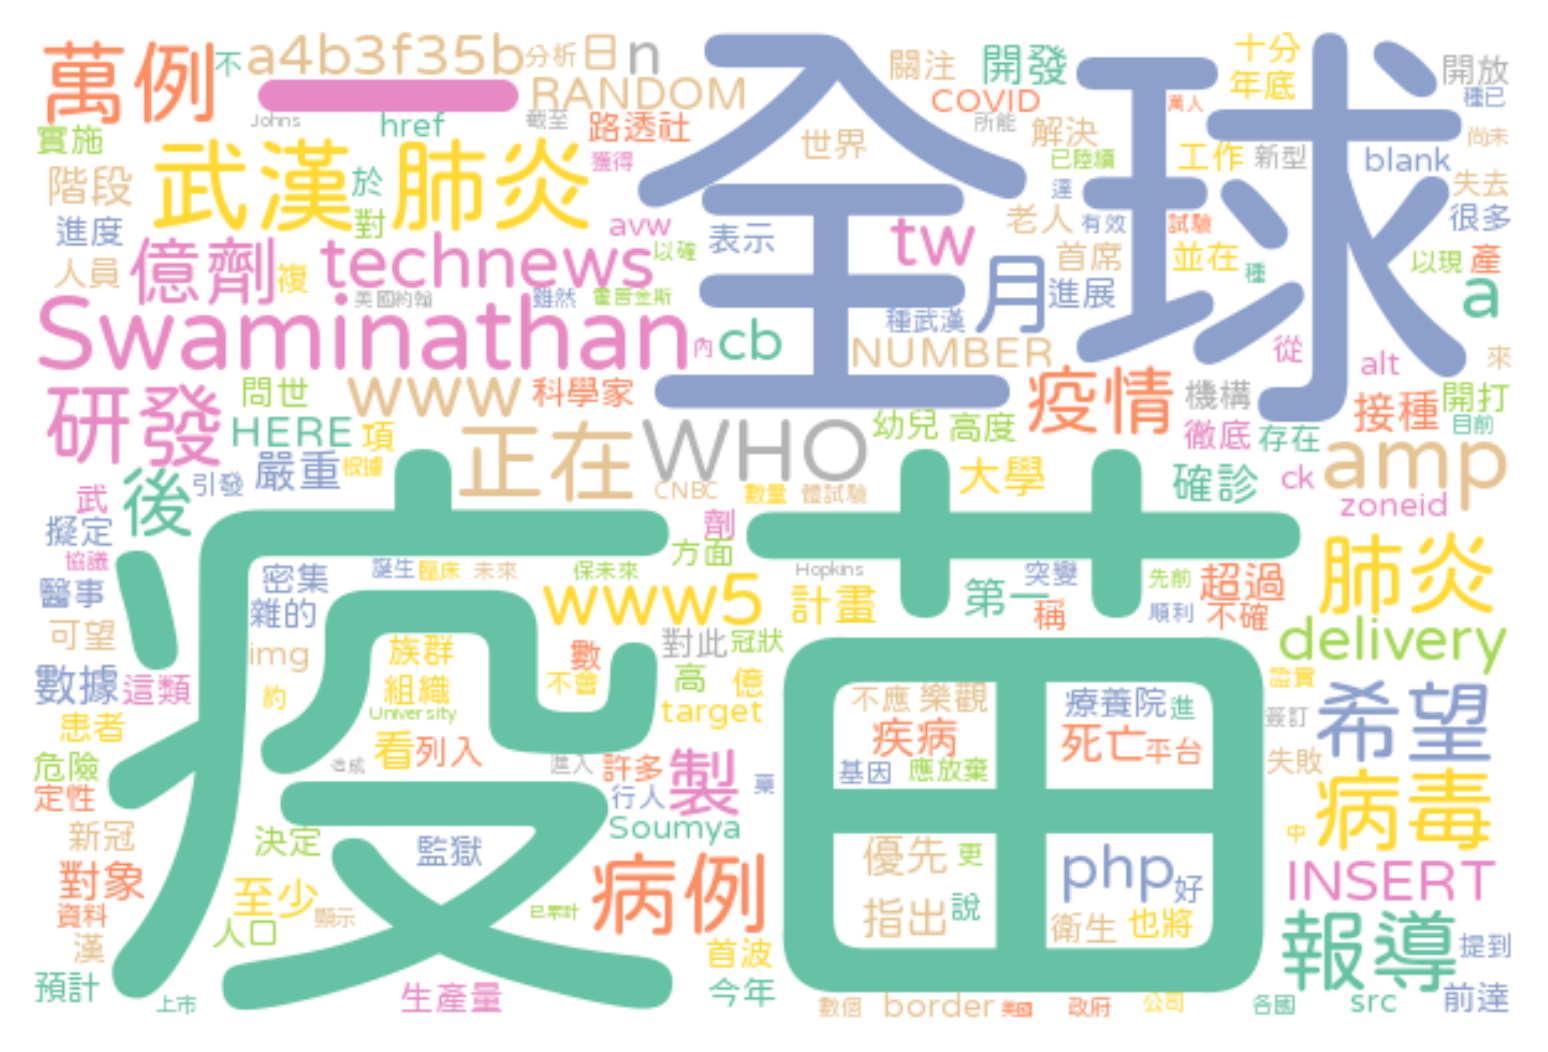 萬例
不
a4b3f35b
分析
日
n
全球
關注
開發
十分
年底
開放
種已
一
RANDOM
COVID
萬人
Johns
href
截至
路透社
所能
解決
尚未
實施
武漢肺炎
世界
已陸續
工作
新型
blank
獲得
階段
於
失去
進度
對
avw
表示
tw
老人
有效
試驗
很多
人員
億劑
複
technews
以確
月
首席
並在
種
以現
產
美國約翰
雖然
霍普金斯
進展
a
Swaminathan
內
cb
種武漢
NUMBER
從
alt
來
研發
問世
www
科學家
疫情
機構
接種
開打
HERE
項
正在
WHO
幼兒
高度
徹底
存在
目前
amp
武
後
引發
嚴重
根據
CNBC
數量
體試驗
大學
確診
ck
zoneid
擬定
劑
疫苗
協議
方面
肺炎
醫事
密集
誕生
臨床
未來
保未來
Hopkins
突變
先前
超過
雜的
www5
計畫
第一
稱
順利
不確
可望
img
族群
數
對此
冠狀
delivery
數據
這類
約
組織
不會
高
億
不應
樂觀
療養院
進
證實
希望
患者
University
target
疾病
死亡
平台
簽訂
看
列入
進入
許多
製
基因
應放棄
失敗
危險
定性
造成
行人
藥
病毒
新冠
決定
監獄
Soumya
優先
更
php
好
中
對象
至少
病例
INSERT
資料
人口
顯示
已累計
指出
說
衛生
也將
報導
提到
漢
首波
預計
上市
生產量
今年
數個
border
美國
政府
公司
各國
src
前達